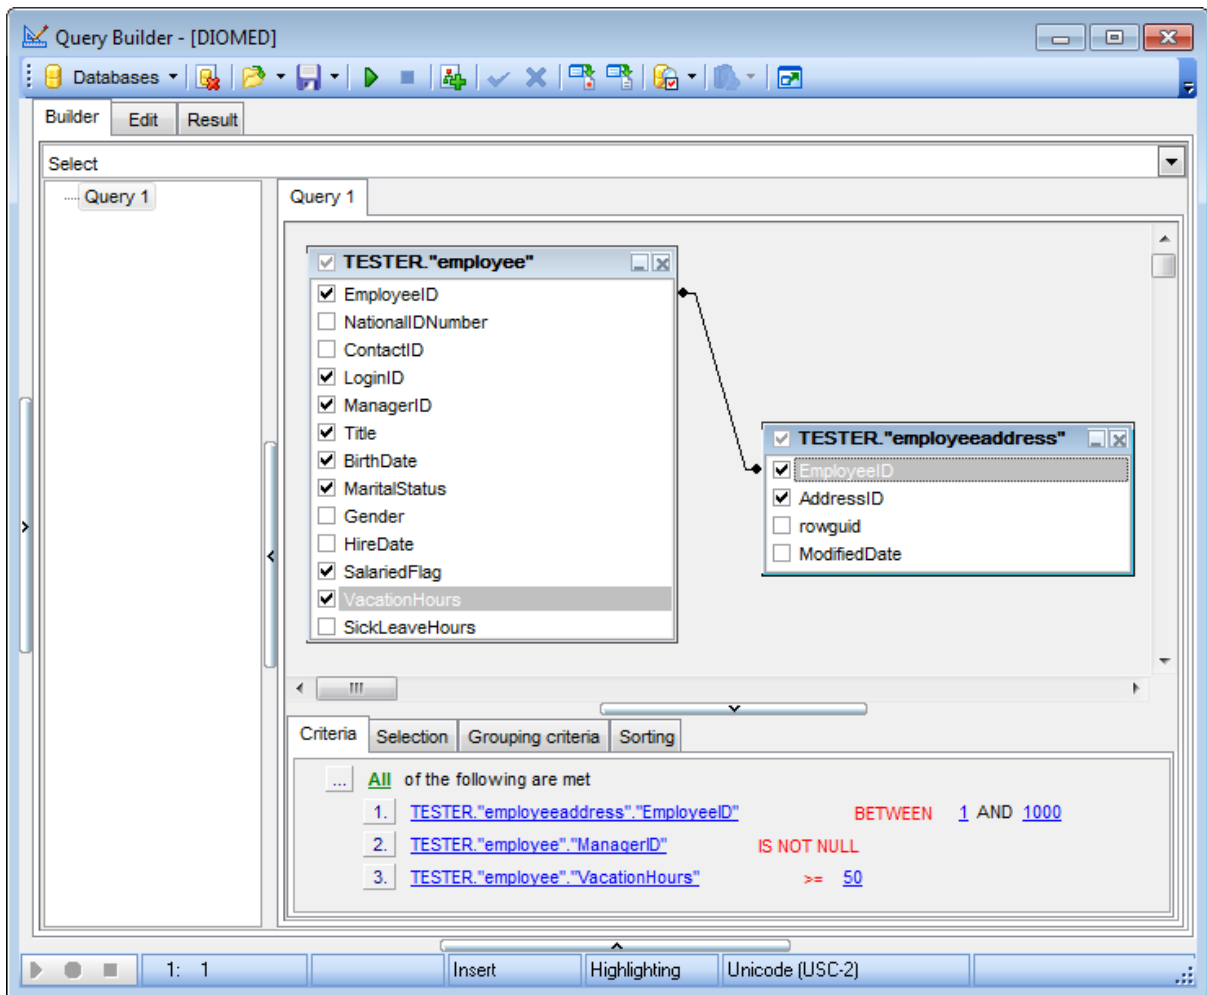 Query Builder - [DIOMED]
Databases
Builder Edit Result
Select
Query 1
Query 1
TESTER."employee"
EmployeeID
NationalIDNumber
ContactID
LoginID
ManagerID
Title
BirthDate
MaritalStatus
Gender
HireDate
SalariedFlag
VacationHours
SickLeaveHours
TESTER."employeeaddress"
EmployeeID
AddressID
rowguid
ModifiedDate
Criteria Selection Grouping criteria Sorting
... All of the following are met
1. TESTER."employeeaddress"."EmployeeID" BETWEEN 1 AND 1000
2. TESTER."employee"."ManagerID" IS NOT NULL
3. TESTER."employee"."VacationHours" >= 50
1: 1 Insert Highlighting Unicode (USC-2)